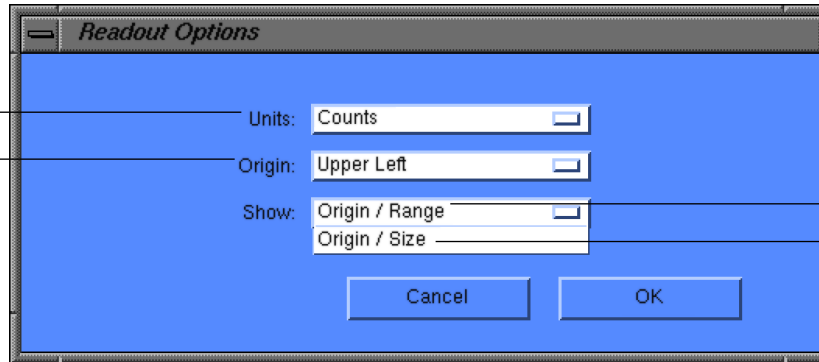 Readout Options
Units: Counts
Origin: Upper Left
Show: Origin / Range
Origin / Size
Cancel OK